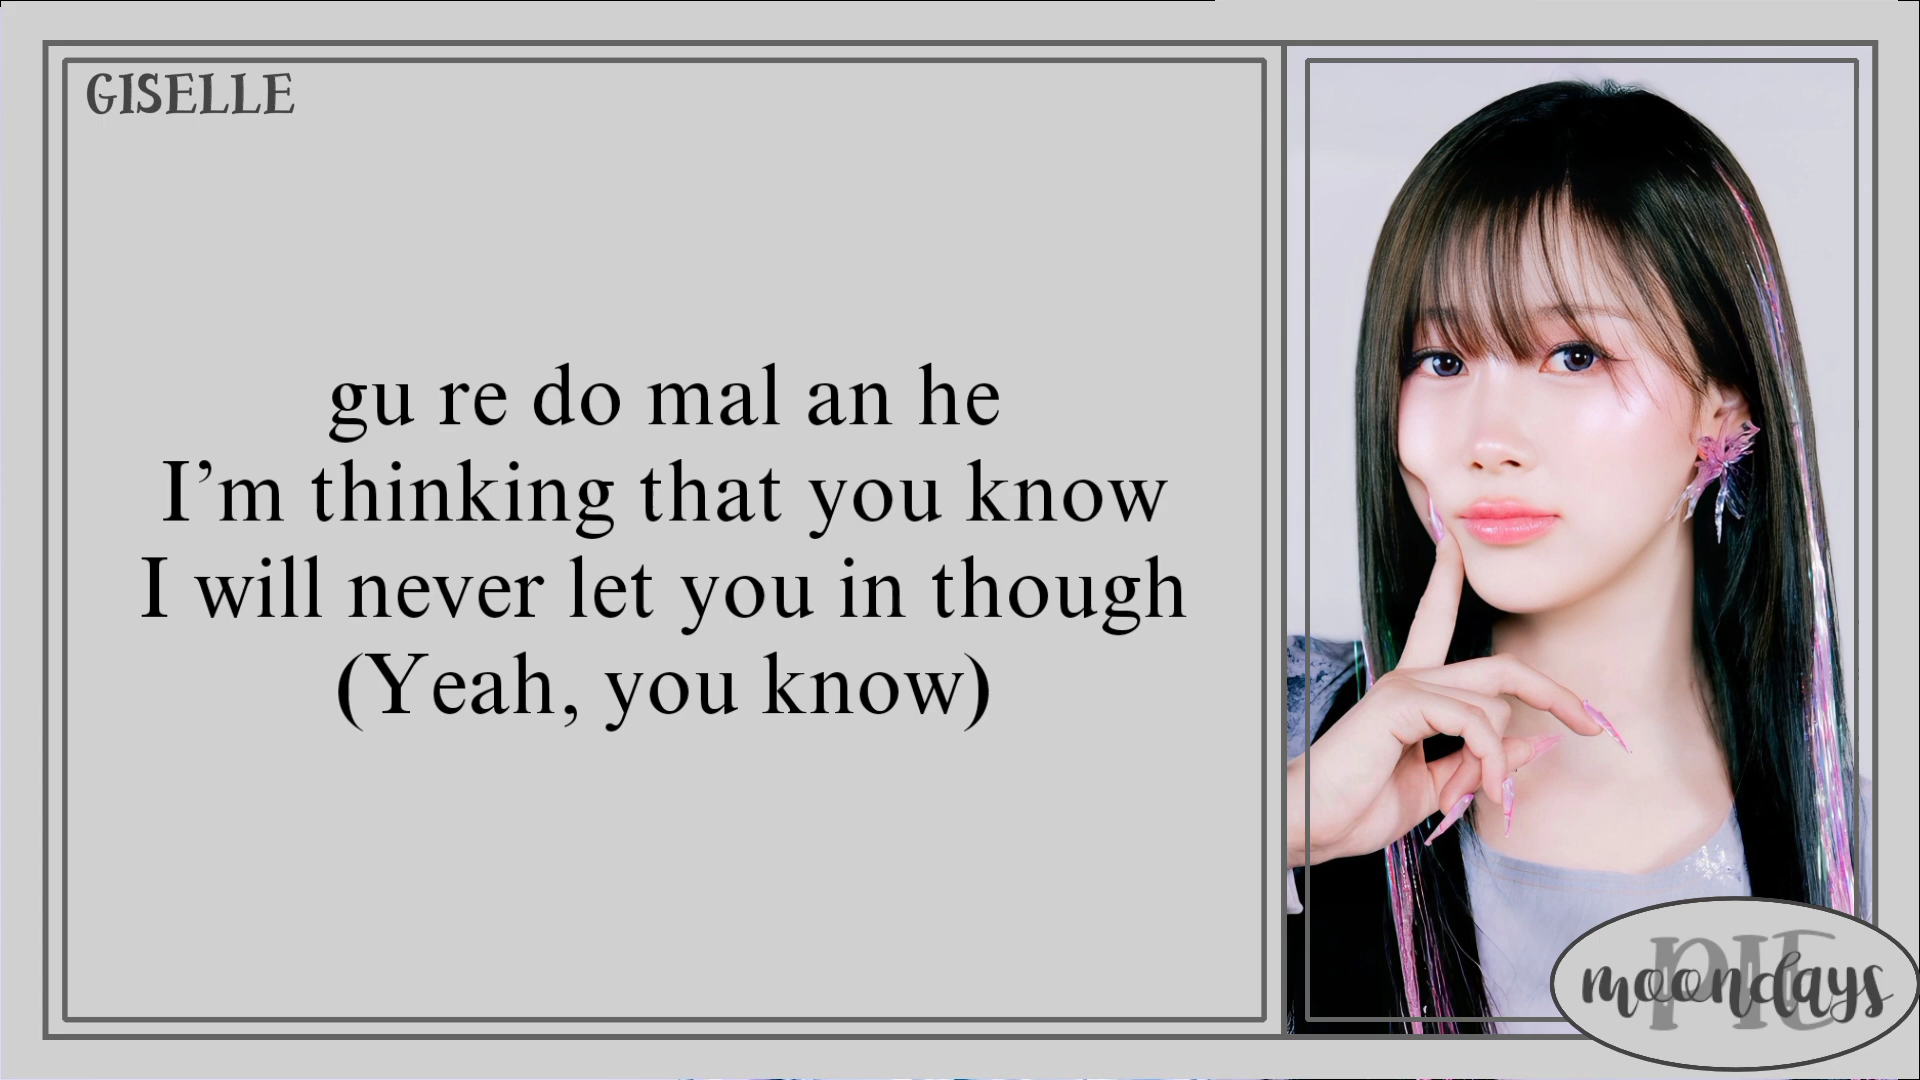 GISELLE
gu re do mal an he
I’m thinking that you know
I will never let you in though
(Yeah, you know)
moondays